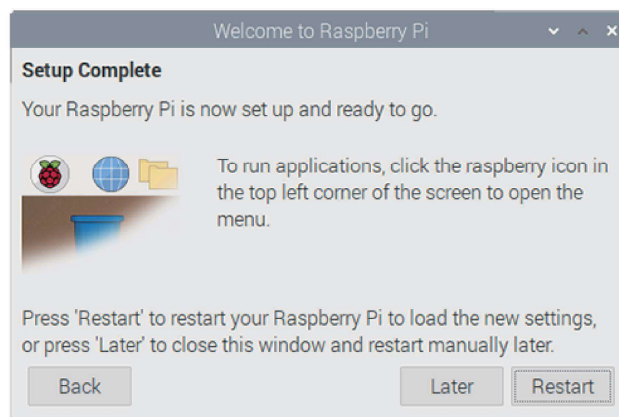 Welcome to Raspberry Pi
Setup Complete
Your Raspberry Pi is now set up and ready to go.
To run applications, click the raspberry icon in
the top left corner of the screen to open the
menu.
Press 'Restart' to restart your Raspberry Pi to load the new settings,
or press 'Later' to close this window and restart manually later.
Back
Later
Restart